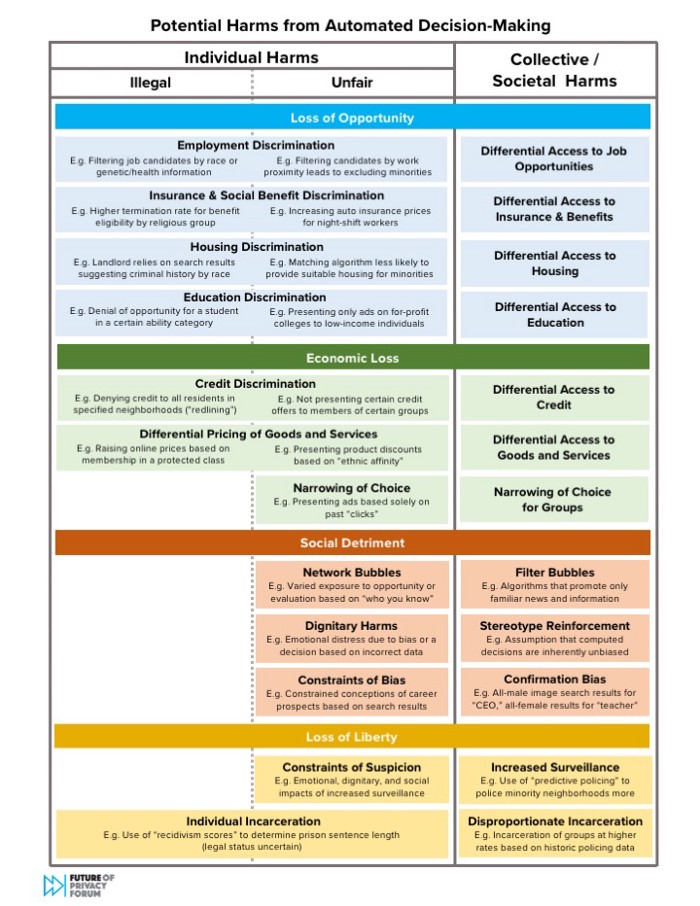 Potential Harms from Automated Decision-Making
Individual Harms
Collective /
Societal Harms
Illegal
Unfair
Loss of Opportunity
Employment Discrimination
E.g. Filtering job candidates by race or
genetic/health information
E.g. Filtering candidates by work
proximity leads to excluding minorities
Differential Access to Job
Opportunities
Insurance & Social Benefit Discrimination
E.g. Higher termination rate for benefit
eligibility by religious group
E.g. Increasing auto insurance prices
for night-shift workers
Differential Access to
Insurance & Benefits
Housing Discrimination
E.g. Landlord relies on search results
suggesting criminal history by race
E.g. Matching algorithm less likely to
provide suitable housing for minorities
Differential Access to
Housing
Education Discrimination
E.g. Denial of opportunity for a student
in a certain ability category
E.g. Presenting only ads on for-profit
colleges to low-income individuals
Differential Access to
Education
Economic Loss
Credit Discrimination
E.g. Denying credit to all residents in
specified neighborhoods ("redlining")
E.g. Not presenting certain credit
offers to members of certain groups
Differential Access to
Credit
Differential Pricing of Goods and Services
E.g. Raising online prices based on
membership in a protected class
E.g. Presenting product discounts
based on "ethnic affinity"
Differential Access to
Goods and Services
Narrowing of Choice
E.g. Presenting ads based solely on
past "clicks"
Narrowing of Choice
for Groups
Social Detriment
Network Bubbles
E.g. Varied exposure to opportunity or
evaluation based on "who you know"
Filter Bubbles
E.g. Algorithms that promote only
familiar news and information
Dignitary Harms
E.g. Emotional distress due to bias or a
decision based on incorrect data
Stereotype Reinforcement
E.g. Assumption that computed
decisions are inherently unbiased
Constraints of Bias
E.g. Constrained conceptions of career
prospects based on search results
Confirmation Bias
E.g. All-male image search results for
"CEO," all-female results for "teacher"
Loss of Liberty
Constraints of Suspicion
E.g. Emotional, dignitary, and social
impacts of increased surveillance
Increased Surveillance
E.g. Use of "predictive policing" to
police minority neighborhoods more
Individual Incarceration
E.g. Use of "recidivism scores" to determine prison sentence length
(legal status uncertain)
Disproportionate Incarceration
E.g. Incarceration of groups at higher
rates based on historic policing data
FUTURE OF
PRIVACY
FORUM